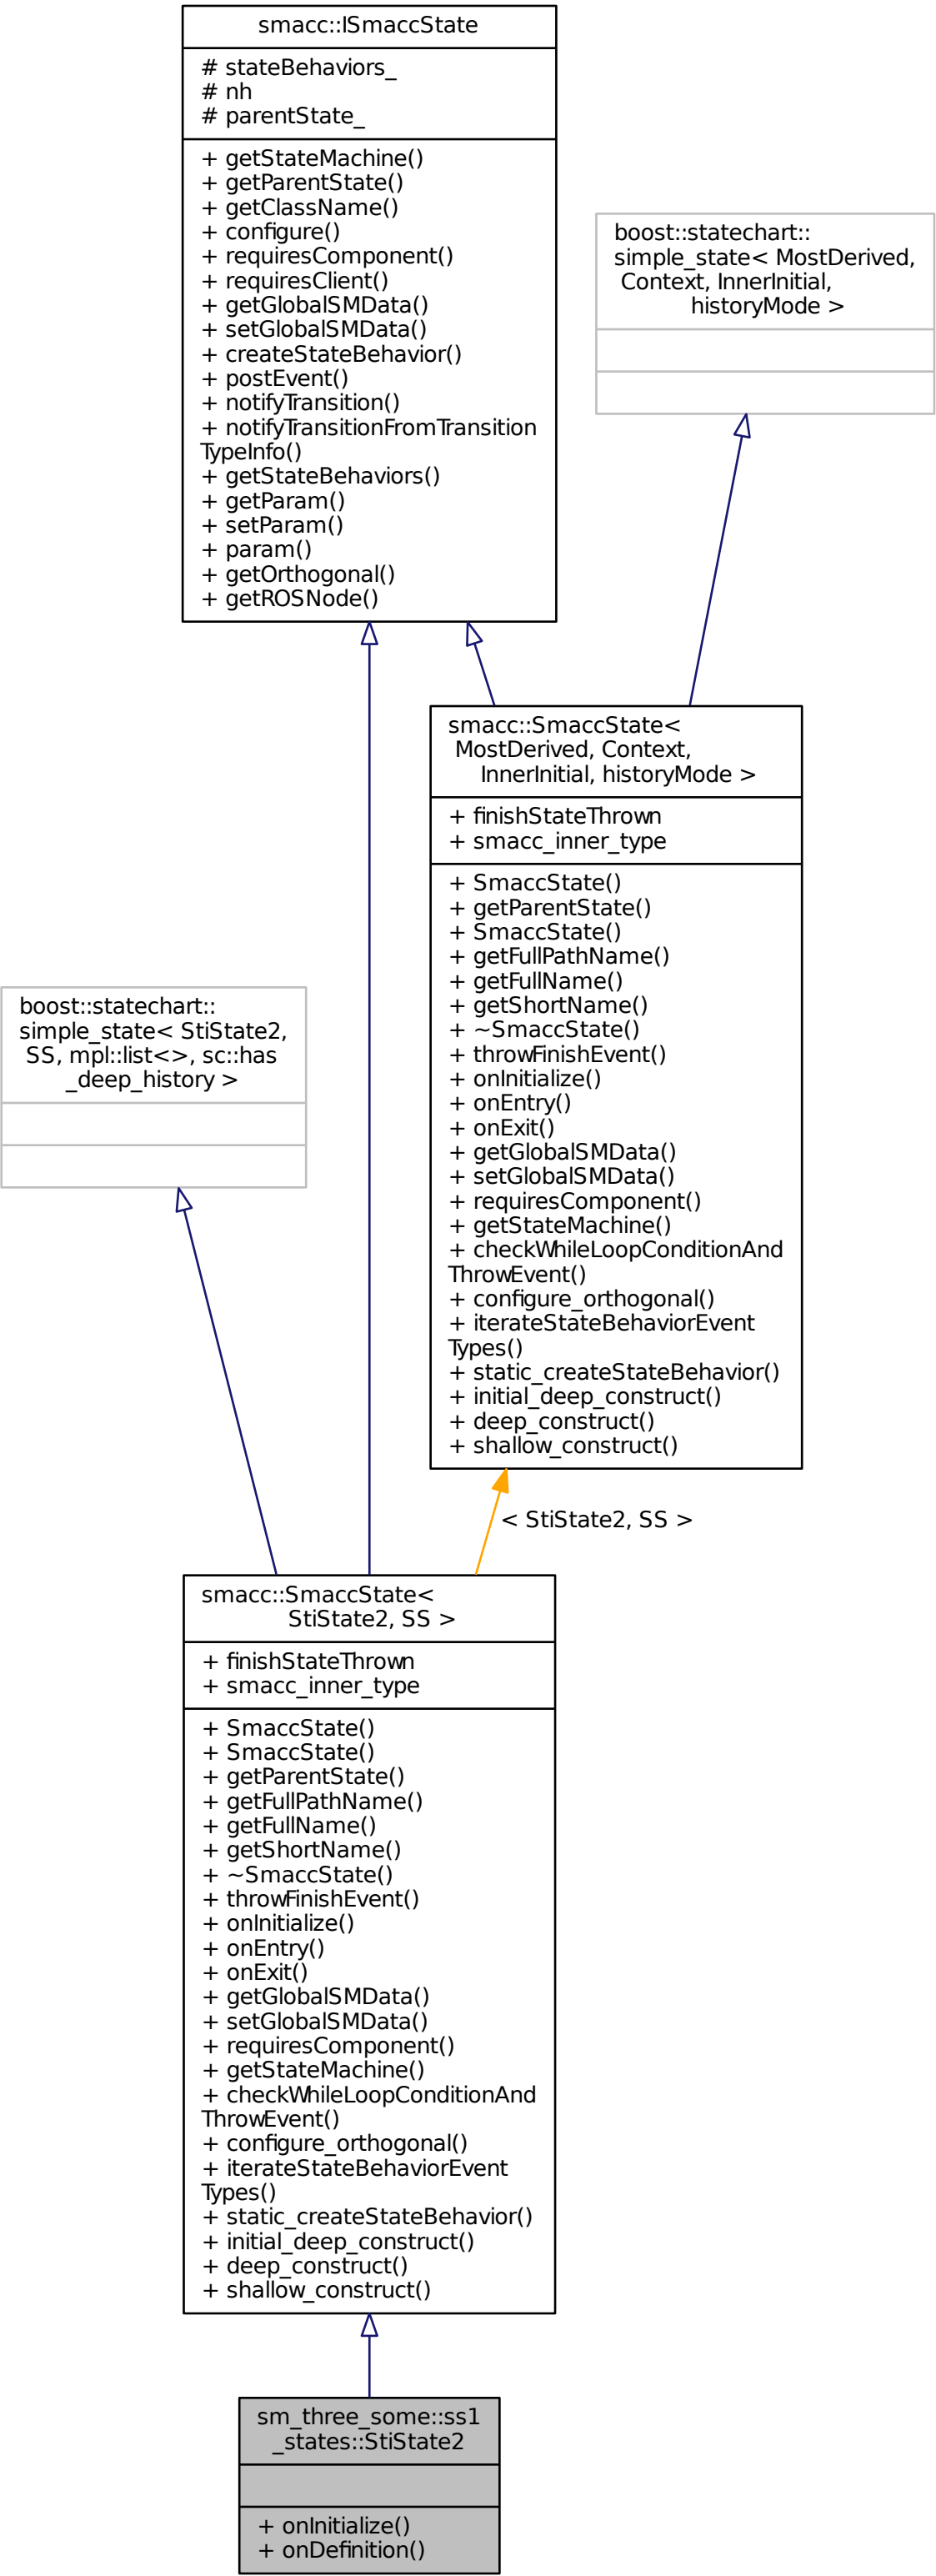 smacc::ISmaccState
# stateBehaviors_
# nh
# parentState_
+ getStateMachine()
+ getParentState()
+ getClassName()
+ configure()
+ requiresComponent()
+ requiresClient()
+ getGlobalSMData()
+ setGlobalSMData()
+ createStateBehavior()
+ postEvent()
+ notifyTransition()
+ notifyTransitionFromTransition
TypeInfo()
+ getStateBehaviors()
+ getParam()
+ setParam()
+ param()
+ getOrthogonal()
+ getROSNode()
boost::statechart::
simple_state< MostDerived,
Context, InnerInitial,
historyMode >
smacc::SmaccState<
MostDerived, Context,
InnerInitial, historyMode >
+ finishStateThrown
+ smacc_inner_type
+ SmaccState()
+ getParentState()
+ SmaccState()
+ getFullPathName()
+ getFullName()
+ getShortName()
+ ~SmaccState()
+ throwFinishEvent()
+ onInitialize()
+ onEntry()
+ onExit()
+ getGlobalSMData()
+ setGlobalSMData()
+ requiresComponent()
+ getStateMachine()
+ checkWhileLoopConditionAnd
ThrowEvent()
+ configure_orthogonal()
+ iterateStateBehaviorEvent
Types()
+ static_createStateBehavior()
+ initial_deep_construct()
+ deep_construct()
+ shallow_construct()
boost::statechart::
simple_state< StiState2,
SS, mpl::list<>, sc::has
_deep_history >
< StiState2, SS >
smacc::SmaccState<
StiState2, SS >
+ finishStateThrown
+ smacc_inner_type
+ SmaccState()
+ SmaccState()
+ getParentState()
+ getFullPathName()
+ getFullName()
+ getShortName()
+ ~SmaccState()
+ throwFinishEvent()
+ onInitialize()
+ onEntry()
+ onExit()
+ getGlobalSMData()
+ setGlobalSMData()
+ requiresComponent()
+ getStateMachine()
+ checkWhileLoopConditionAnd
ThrowEvent()
+ configure_orthogonal()
+ iterateStateBehaviorEvent
Types()
+ static_createStateBehavior()
+ initial_deep_construct()
+ deep_construct()
+ shallow_construct()
sm_three_some::ss1
_states::StiState2
+ onInitialize()
+ onDefinition()